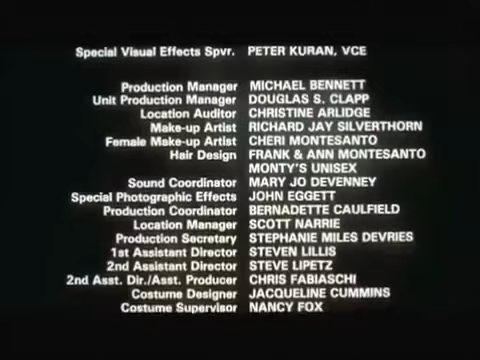 Special Visual Effects Spvr. PETER KURAN, VCE
Production Manager MICHAEL BENNETT
Unit Production Manager DOUGLAS S. CLAPP
Location Auditor CHRISTINE ARLIDGE
Make-up Artist RICHARD JAY SILVERTHORN
Female Make-up Artist CHERI MONTESANTO
Hair Design FRANK & ANN MONTESANTO
MONTY'S UNISEX
Sound Coordinator MARY JO DEVENNEY
Special Photographic Effects JOHN EGGETT
Production Coordinator BERNADETTE CAULFIELD
Location Manager SCOTT NARRIE
Production Secretary STEPHANIE MILES DEVRIES
1st Assistant Director STEVEN LILLIS
2nd Assistant Director STEVE LIPETZ
2nd Asst. Dir./Asst. Producer CHRIS FABIASCHI
Costume Designer JACQUELINE CUMMINS
Costume Supervisor NANCY FOX